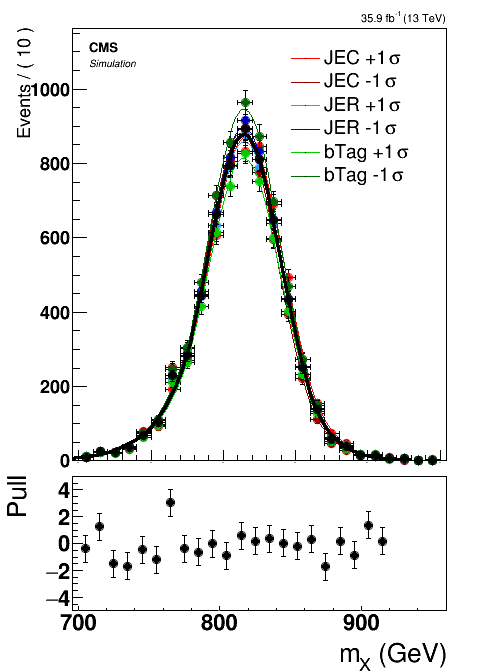 35.9 fb⁻¹ (13 TeV)
Events / ( 10 )
CMS
Simulation
JEC +1σ
JEC -1σ
JER +1σ
JER -1σ
bTag +1σ
bTag -1σ
1000
800
600
400
200
0
Pull
4
2
0
−2
−4
700 800 900
m_X (GeV)